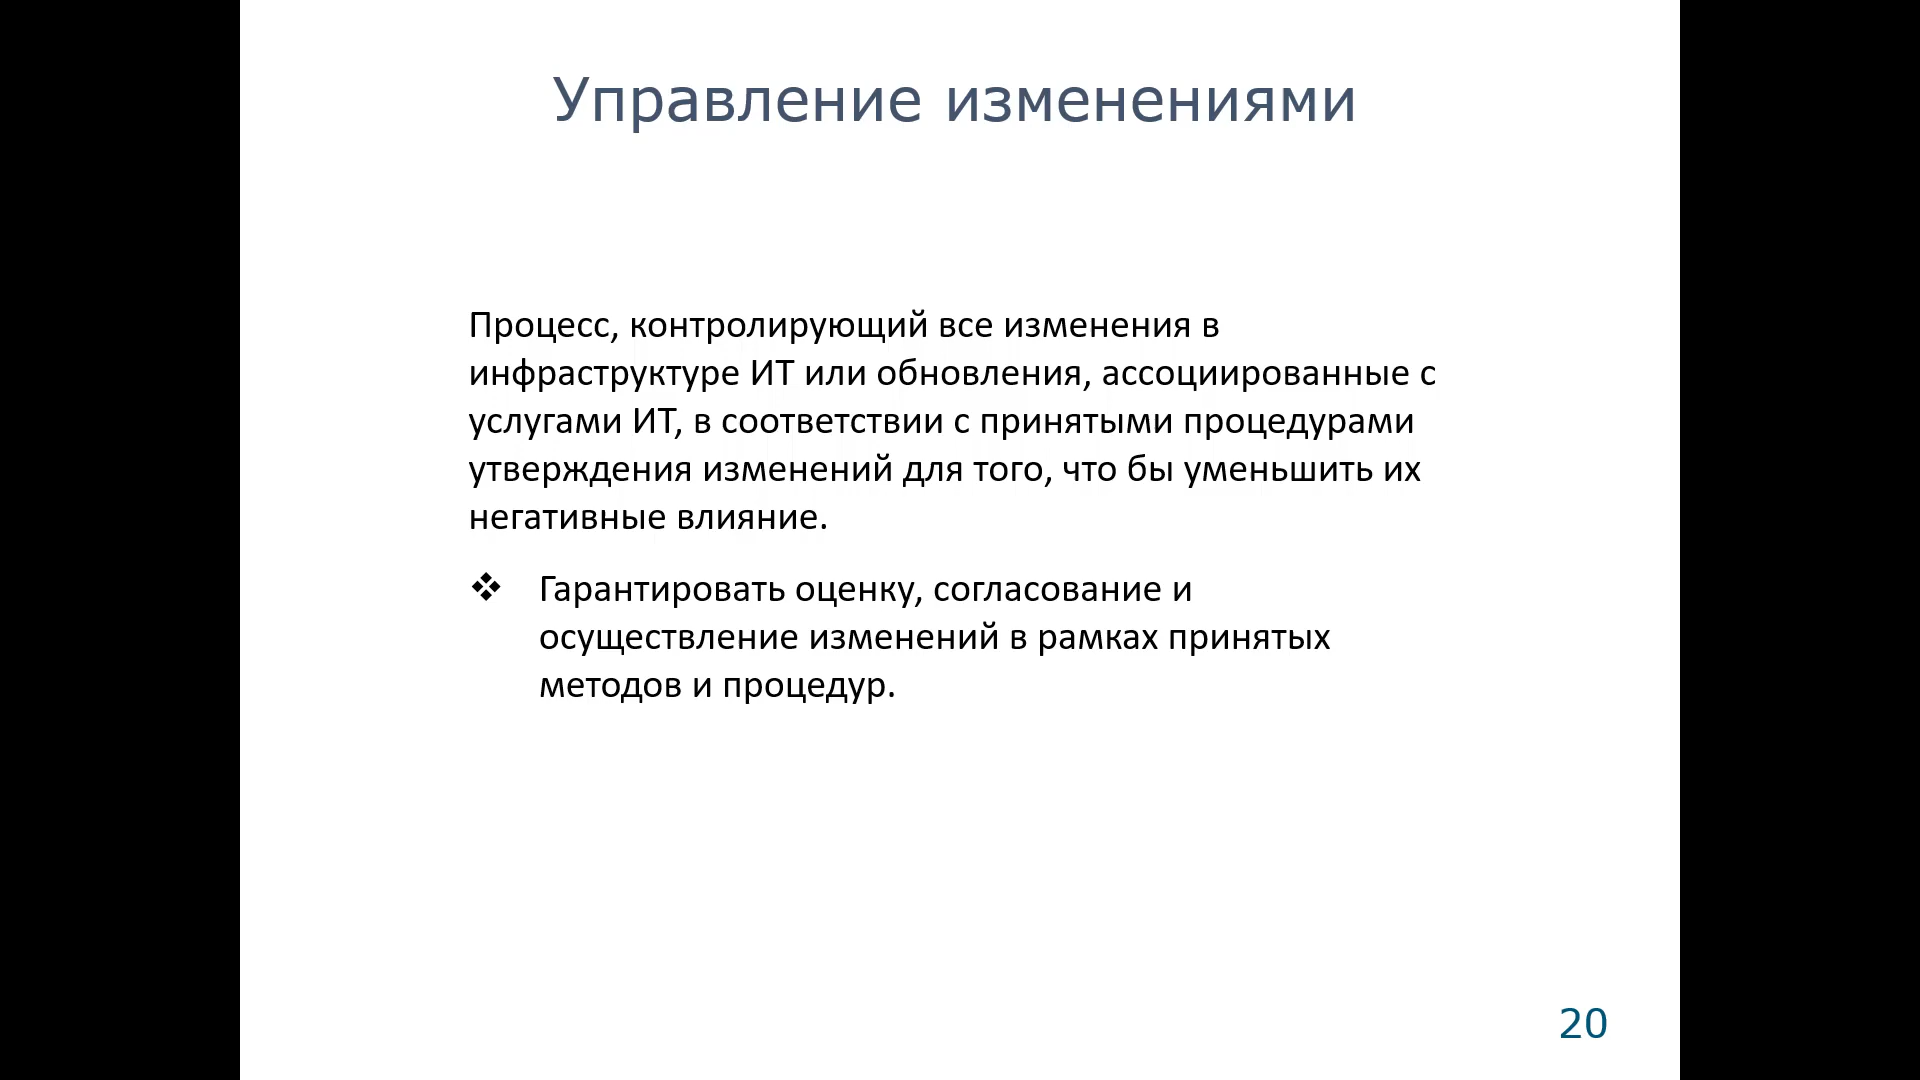 Управление изменениями
Процесс, контролирующий все изменения в
инфраструктуре ИТ или обновления, ассоциированные с
услугами ИТ, в соответствии с принятыми процедурами
утверждения изменений для того, что бы уменьшить их
негативные влияние.
❖ Гарантировать оценку, согласование и
осуществление изменений в рамках принятых
методов и процедур.
20